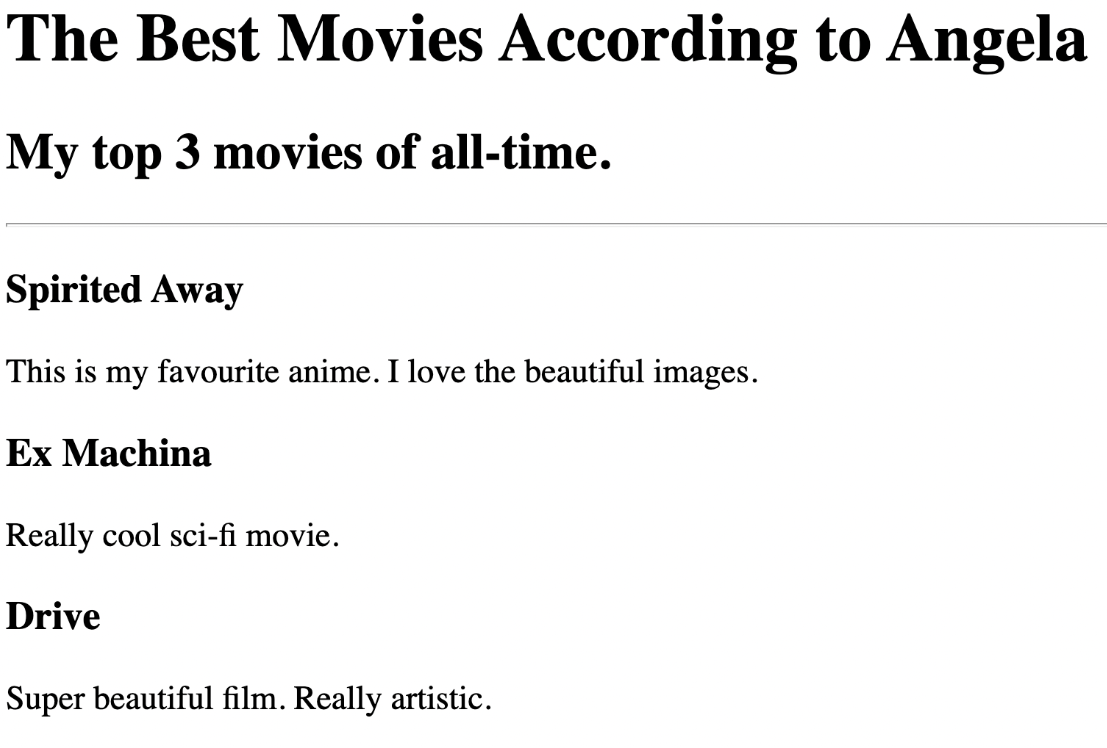 The Best Movies According to Angela
My top 3 movies of all-time.
Spirited Away
This is my favourite anime. I love the beautiful images.
Ex Machina
Really cool sci-fi movie.
Drive
Super beautiful film. Really artistic.